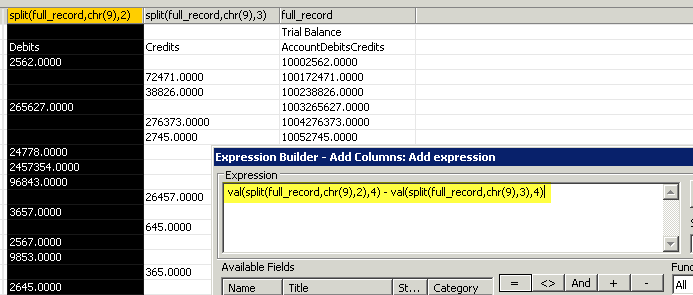 split(full_record,chr(9),2) split(full_record,chr(9),3) full_record
Trial Balance
Debits Credits AccountDebitsCredits
2562.0000 10002562.0000
72471.0000 100172471.0000
38826.0000 100238826.0000
265627.0000 1003265627.0000
276373.0000 1004276373.0000
2745.0000 10052745.0000
24778.0000
2457354.0000
96843.0000
26457.0000
3657.0000
645.0000
2567.0000
9853.0000
365.0000
2645.0000
Expression Builder - Add Columns: Add expression
Expression
val(split(full_record,chr(9),2),4) - val(split(full_record,chr(9),3),4)
Available Fields
Name Title St... Category
= <> And + -
All